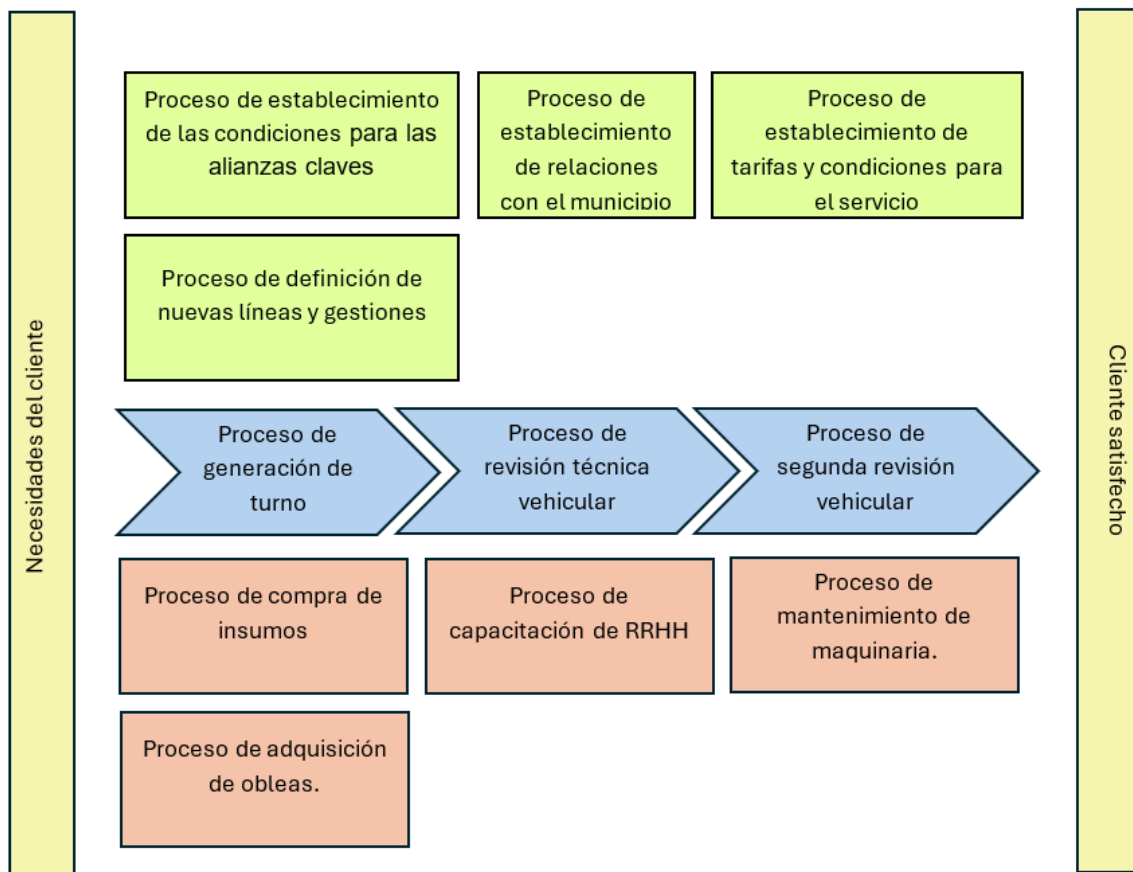 Necesidades del cliente
Proceso de establecimiento
de las condiciones para las
alianzas claves
Proceso de
establecimiento
de relaciones
con el municipio
Proceso de
establecimiento de
tarifas y condiciones para
el servicio
Proceso de definición de
nuevas líneas y gestiones
Proceso de
generación de
turno
Proceso de
revisión técnica
vehicular
Proceso de
segunda revisión
vehicular
Proceso de compra de
insumos
Proceso de
capacitación de RRHH
Proceso de
mantenimiento de
maquinaria.
Proceso de adquisición
de obleas.
Cliente satisfecho